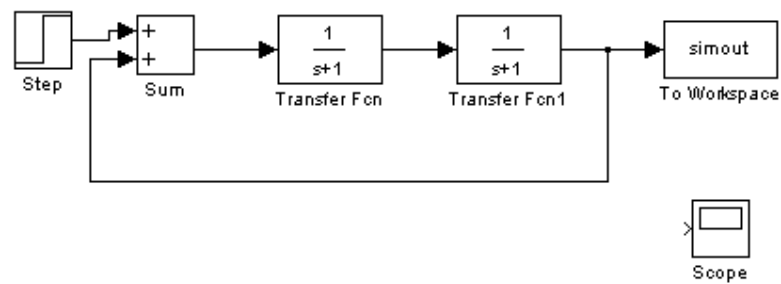 Step
+
+
Sum
1
s+1
Transfer Fcn
1
s+1
Transfer Fcn1
simout
To Workspace
Scope